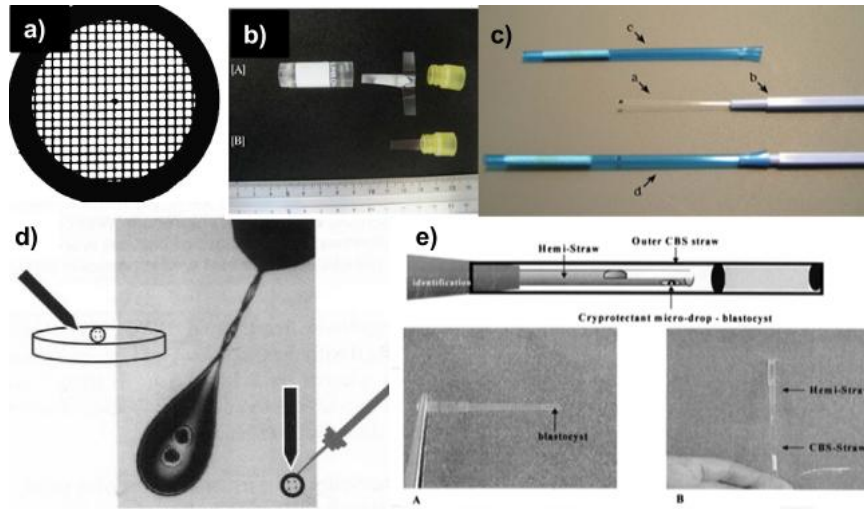 a)
b)
[A]
[B]
c)
c
a
b
d
d)
e)
Outer CBS straw
Hemi-Straw
identification
Cryprotectant micro-drop - blastocyst
blastocyst
A
Hemi-Stra
CBS-Straw
B